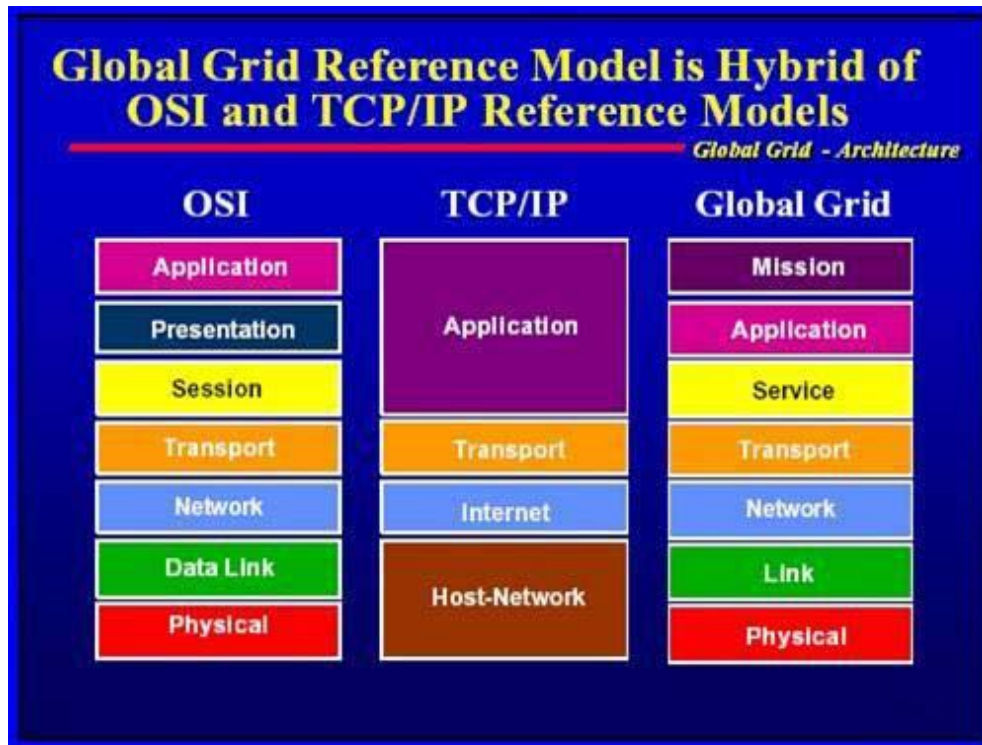 Global Grid Reference Model is Hybrid of
OSI and TCP/IP Reference Models
Global Grid - Architecture
OSI
Application
Presentation
Session
Transport
Network
Data Link
Physical
TCP/IP
Application
Transport
Internet
Host-Network
Global Grid
Mission
Application
Service
Transport
Network
Link
Physical